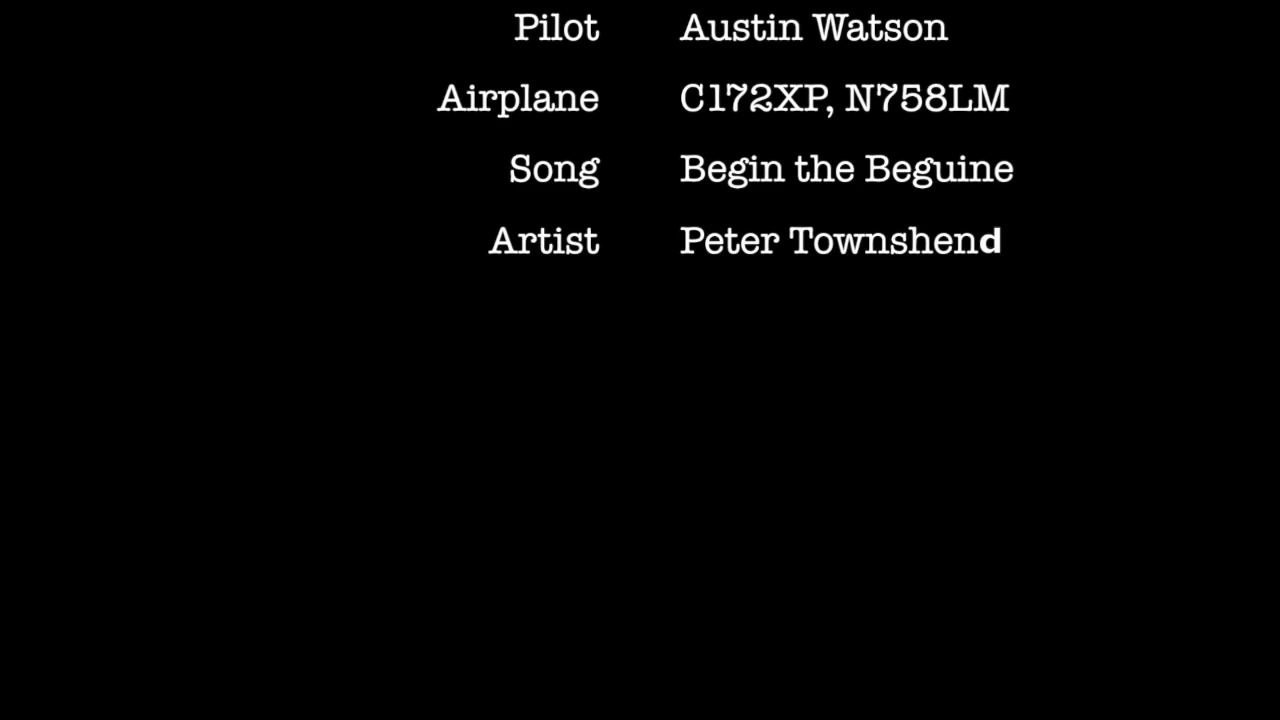 Pilot Austin Watson
Airplane C172XP, N758LM
Song Begin the Beguine
Artist Peter Townshend